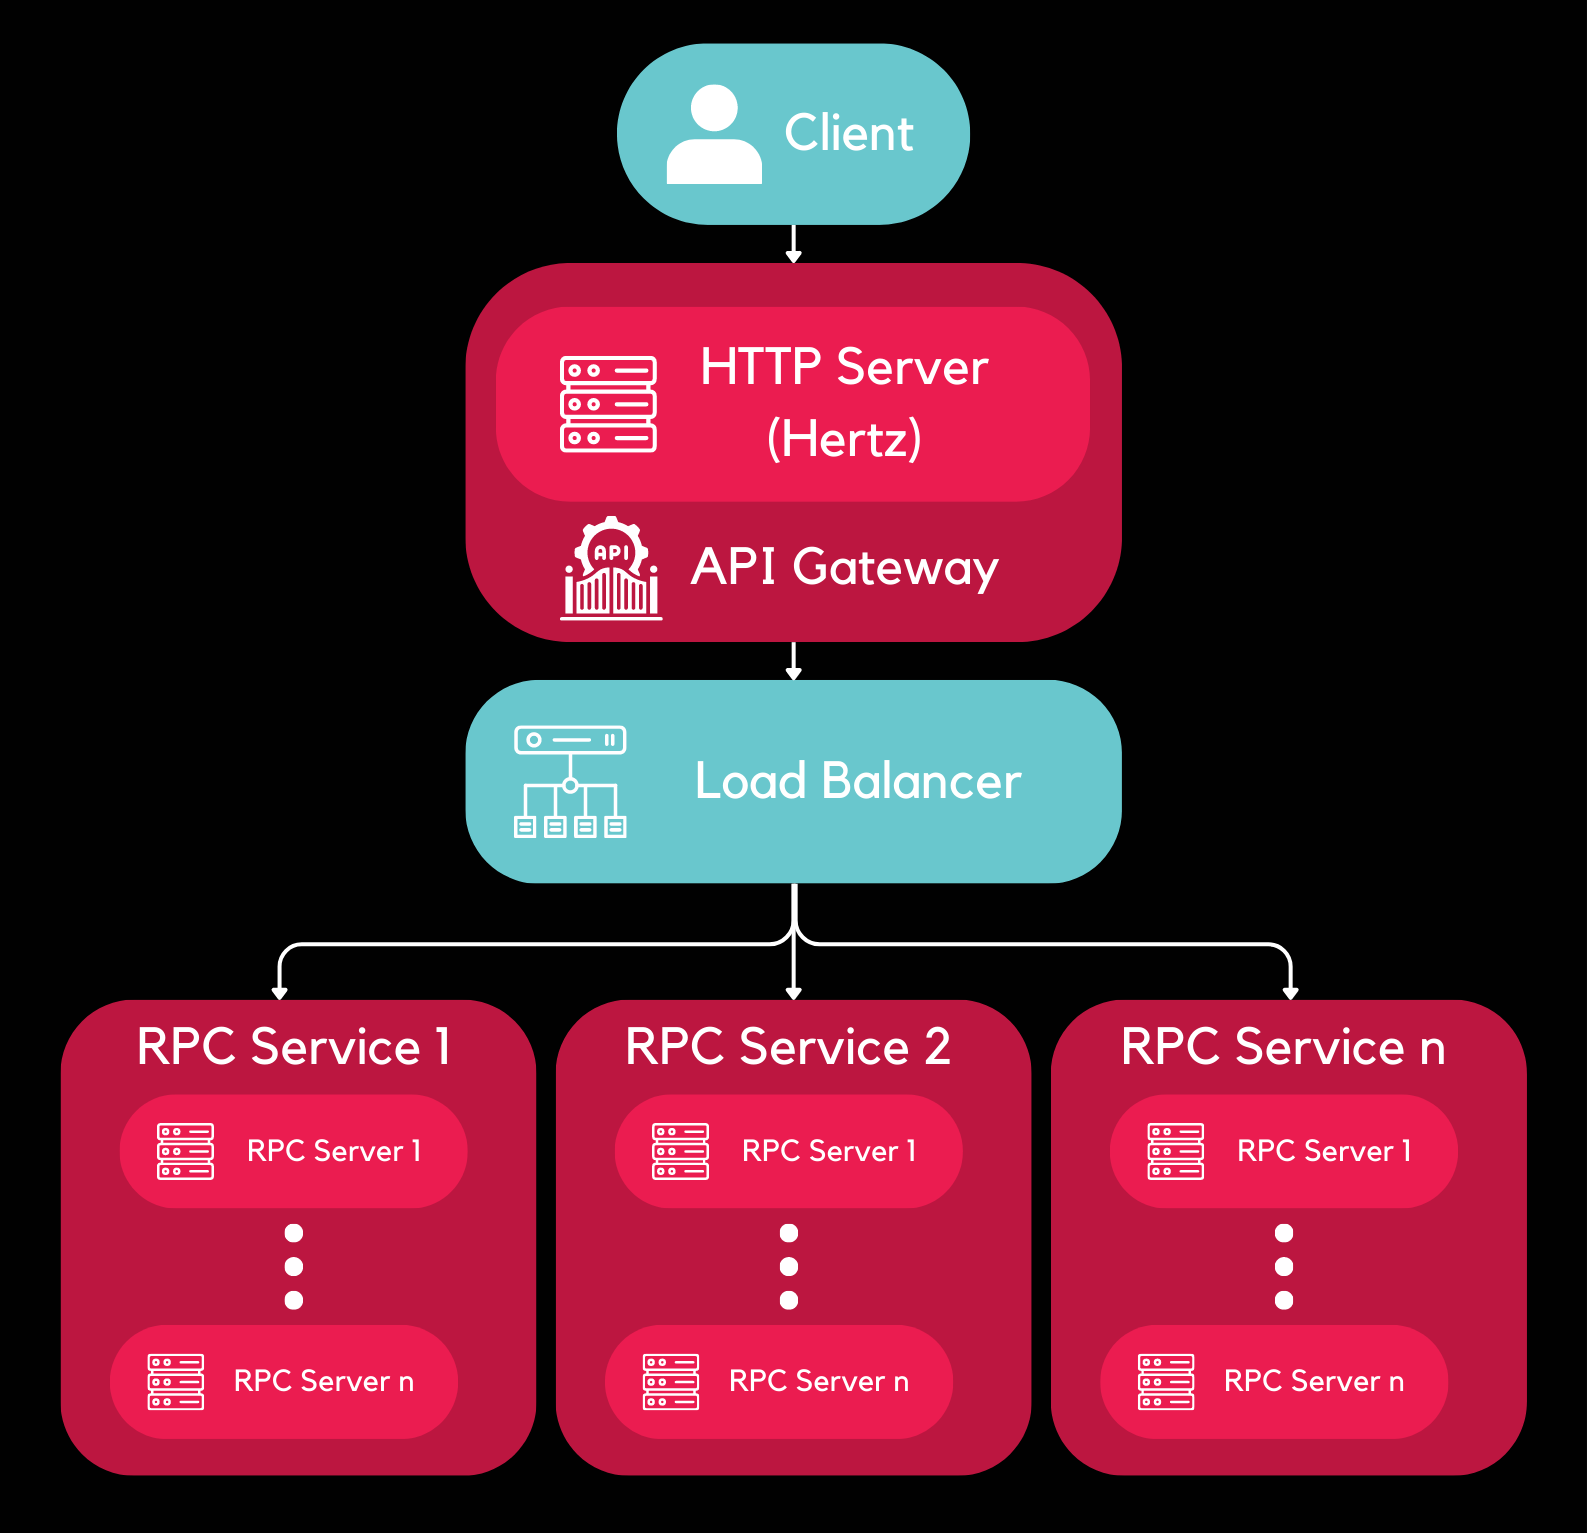 Client
HTTP Server
(Hertz)
API
API Gateway
Load Balancer
RPC Service 1
RPC Server 1
RPC Server n
RPC Service 2
RPC Server 1
RPC Server n
RPC Service n
RPC Server 1
RPC Server n